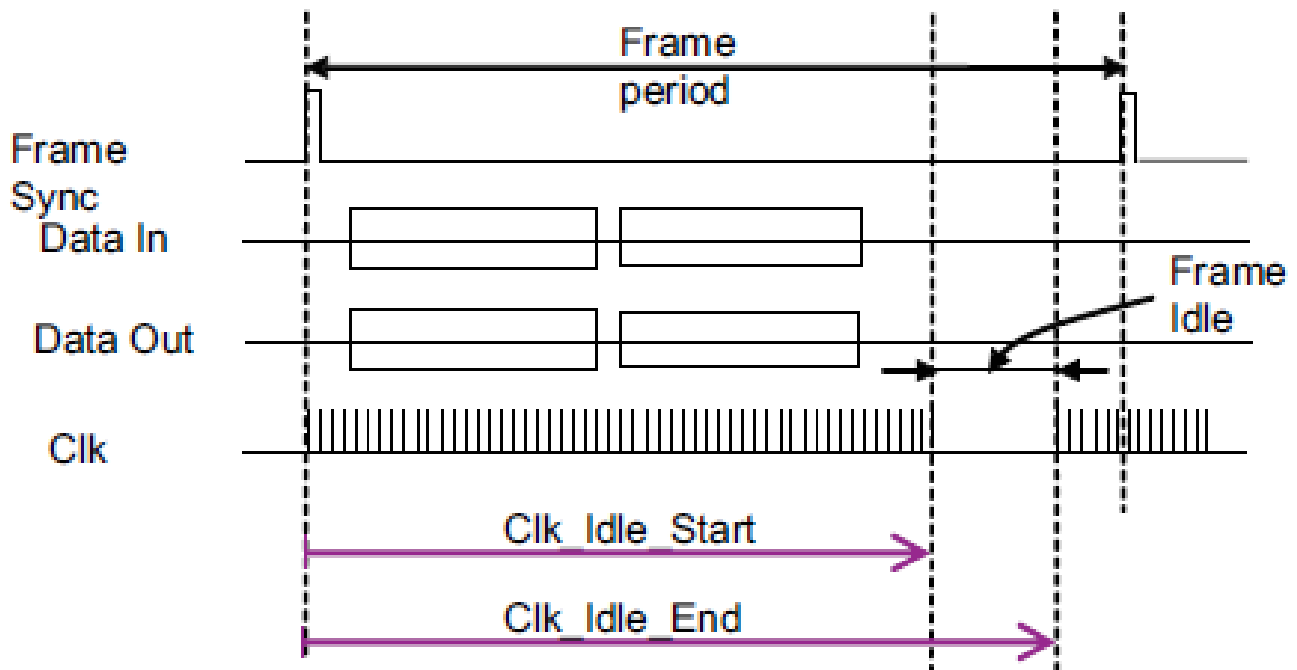 Frame
period
Frame
Sync
Data In
Frame
Idle
Data Out
Clk
Clk_Idle_Start
Clk_Idle_End